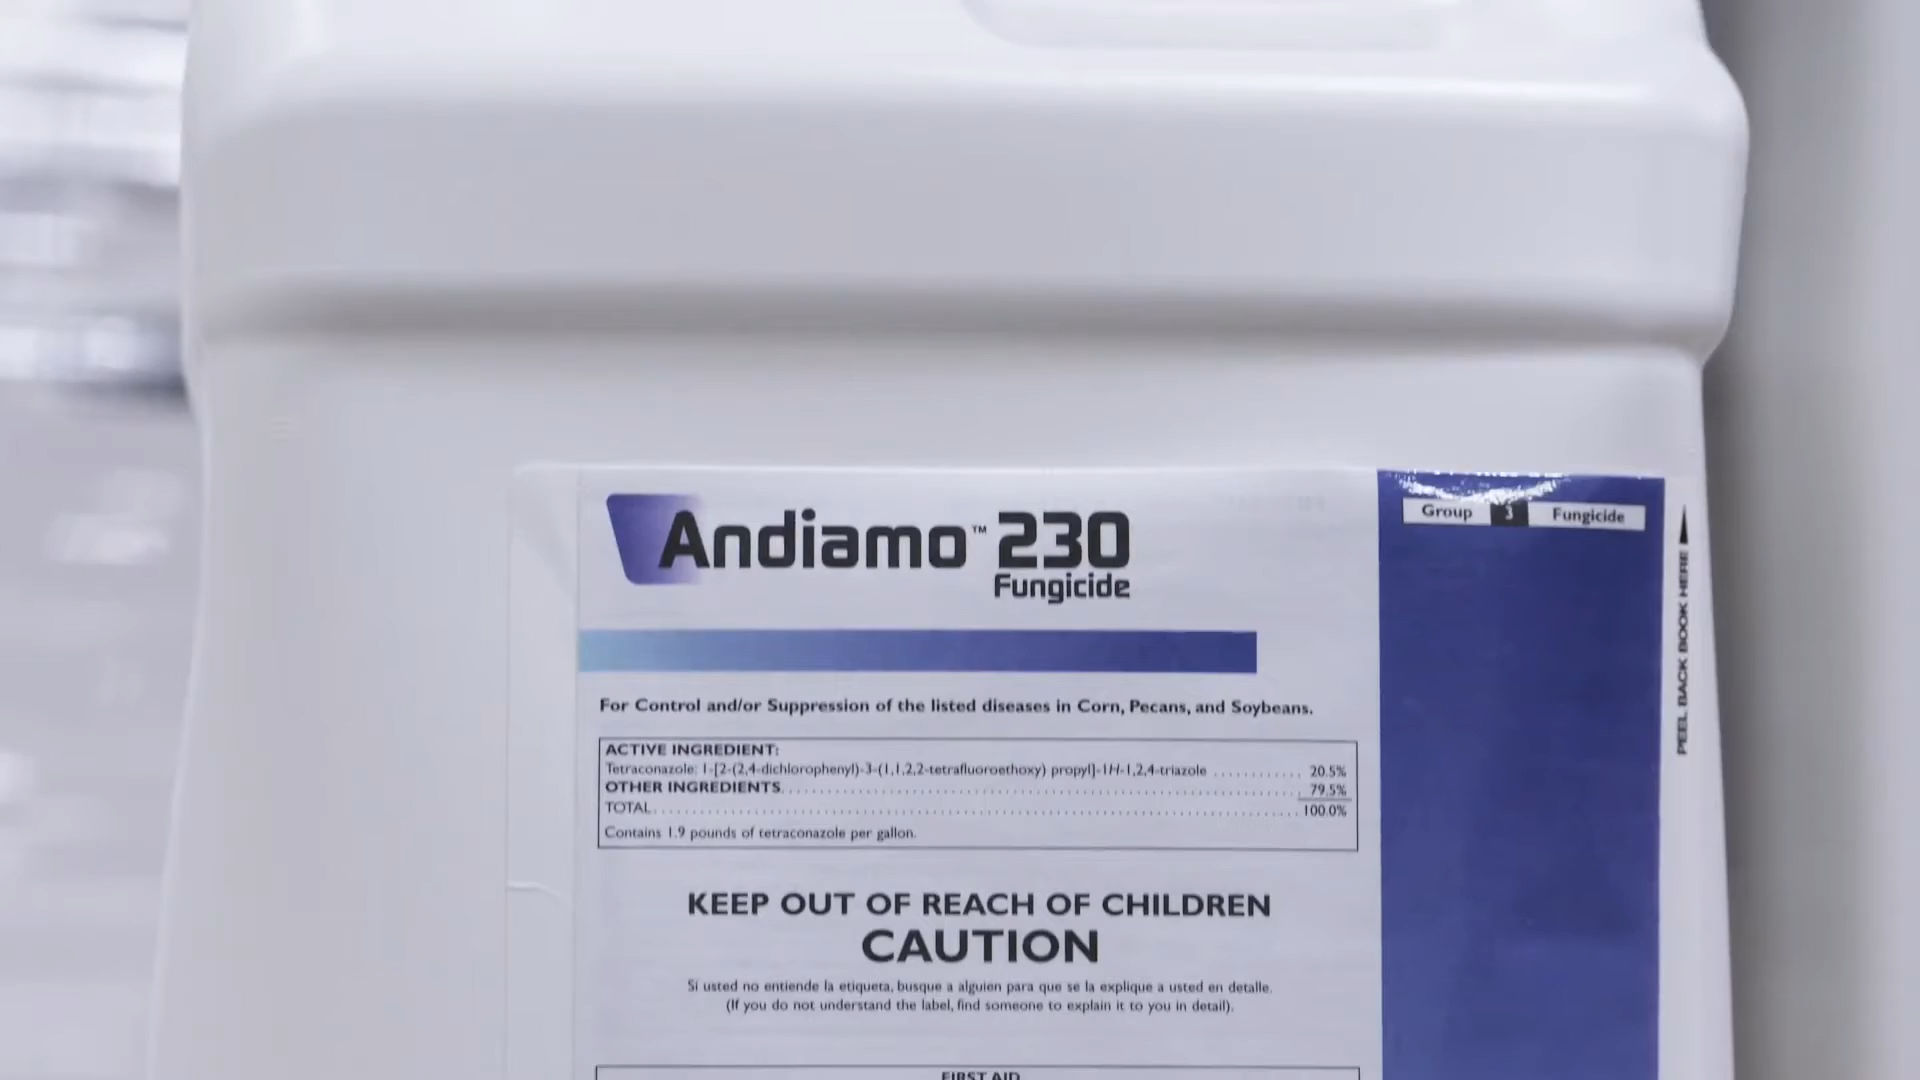 Andiamo™ 230
Fungicide
Group 3 Fungicide
PEEL BACK BOOK HERE
For Control and/or Suppression of the listed diseases in Corn, Pecans, and Soybeans.
ACTIVE INGREDIENT:
Tetraconazole: 1-[2-(2,4-dichlorophenyl)-3-(1,1,2,2-tetrafluoroethoxy) propyl]-1H-1,2,4-triazole ............ 20.5%
OTHER INGREDIENTS ............ 79.5%
TOTAL ............ 100.0%
Contains 1.9 pounds of tetraconazole per gallon.
KEEP OUT OF REACH OF CHILDREN
CAUTION
Si usted no entiende la etiqueta, busque a alguien para que se la explique a usted en detalle.
(If you do not understand the label, find someone to explain it to you in detail).
FIRST AID